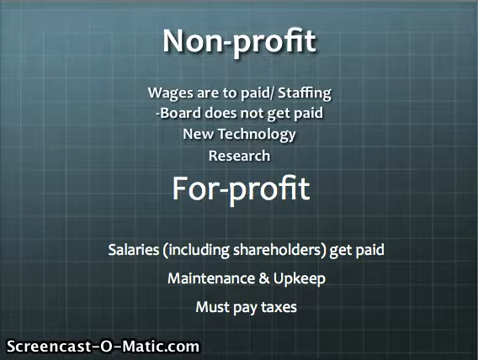 Non-profit
Wages are to paid/ Staffing
-Board does not get paid
New Technology
Research
For-profit
Salaries (including shareholders) get paid
Maintenance & Upkeep
Must pay taxes
Screencast-O-Matic.com